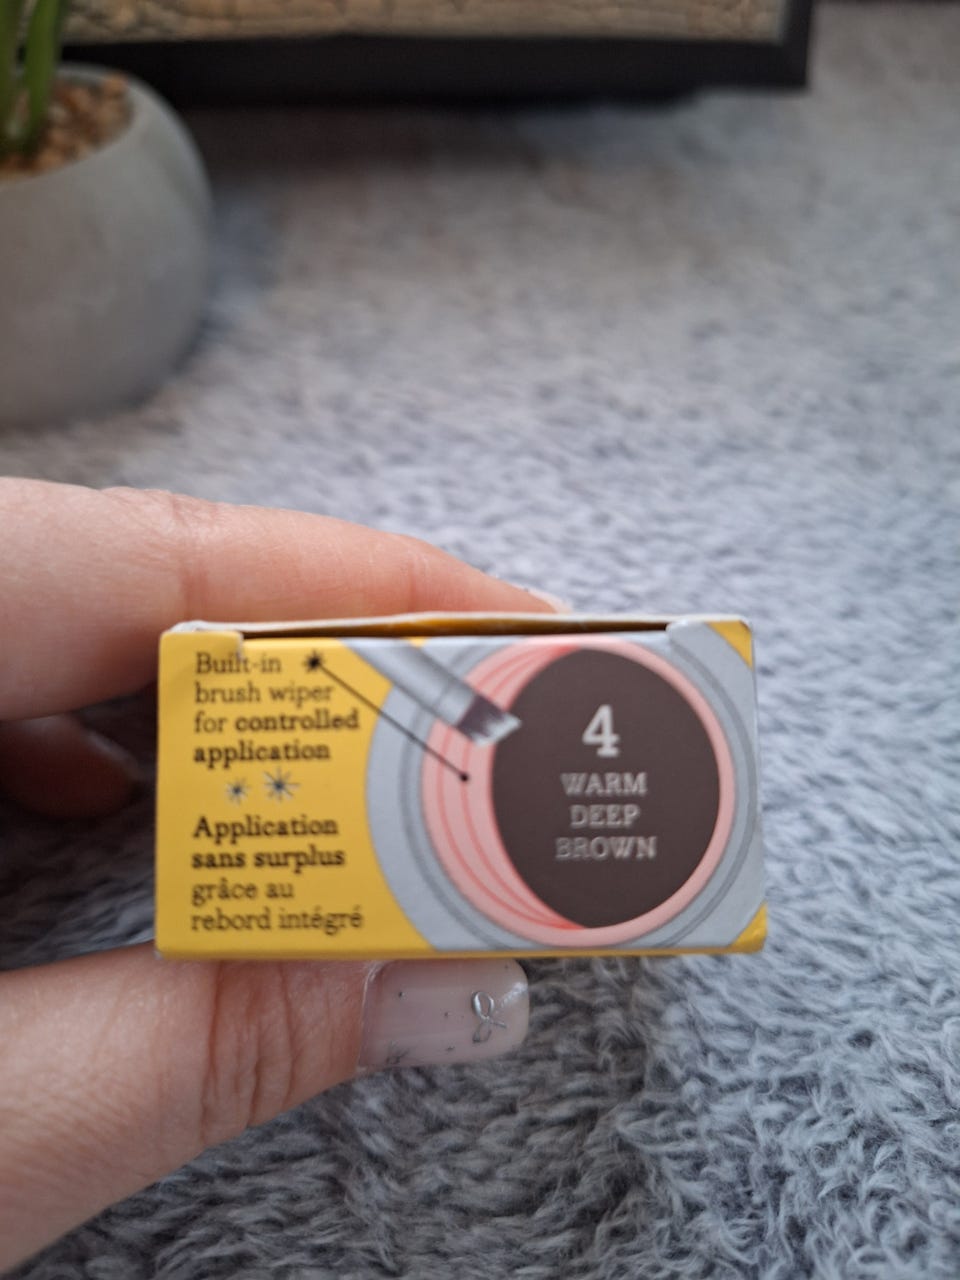 Built-in
brush wiper
for controlled
application
Application
sans surplus
grâce au
rebord intégré
4
WARM
DEEP
BROWN